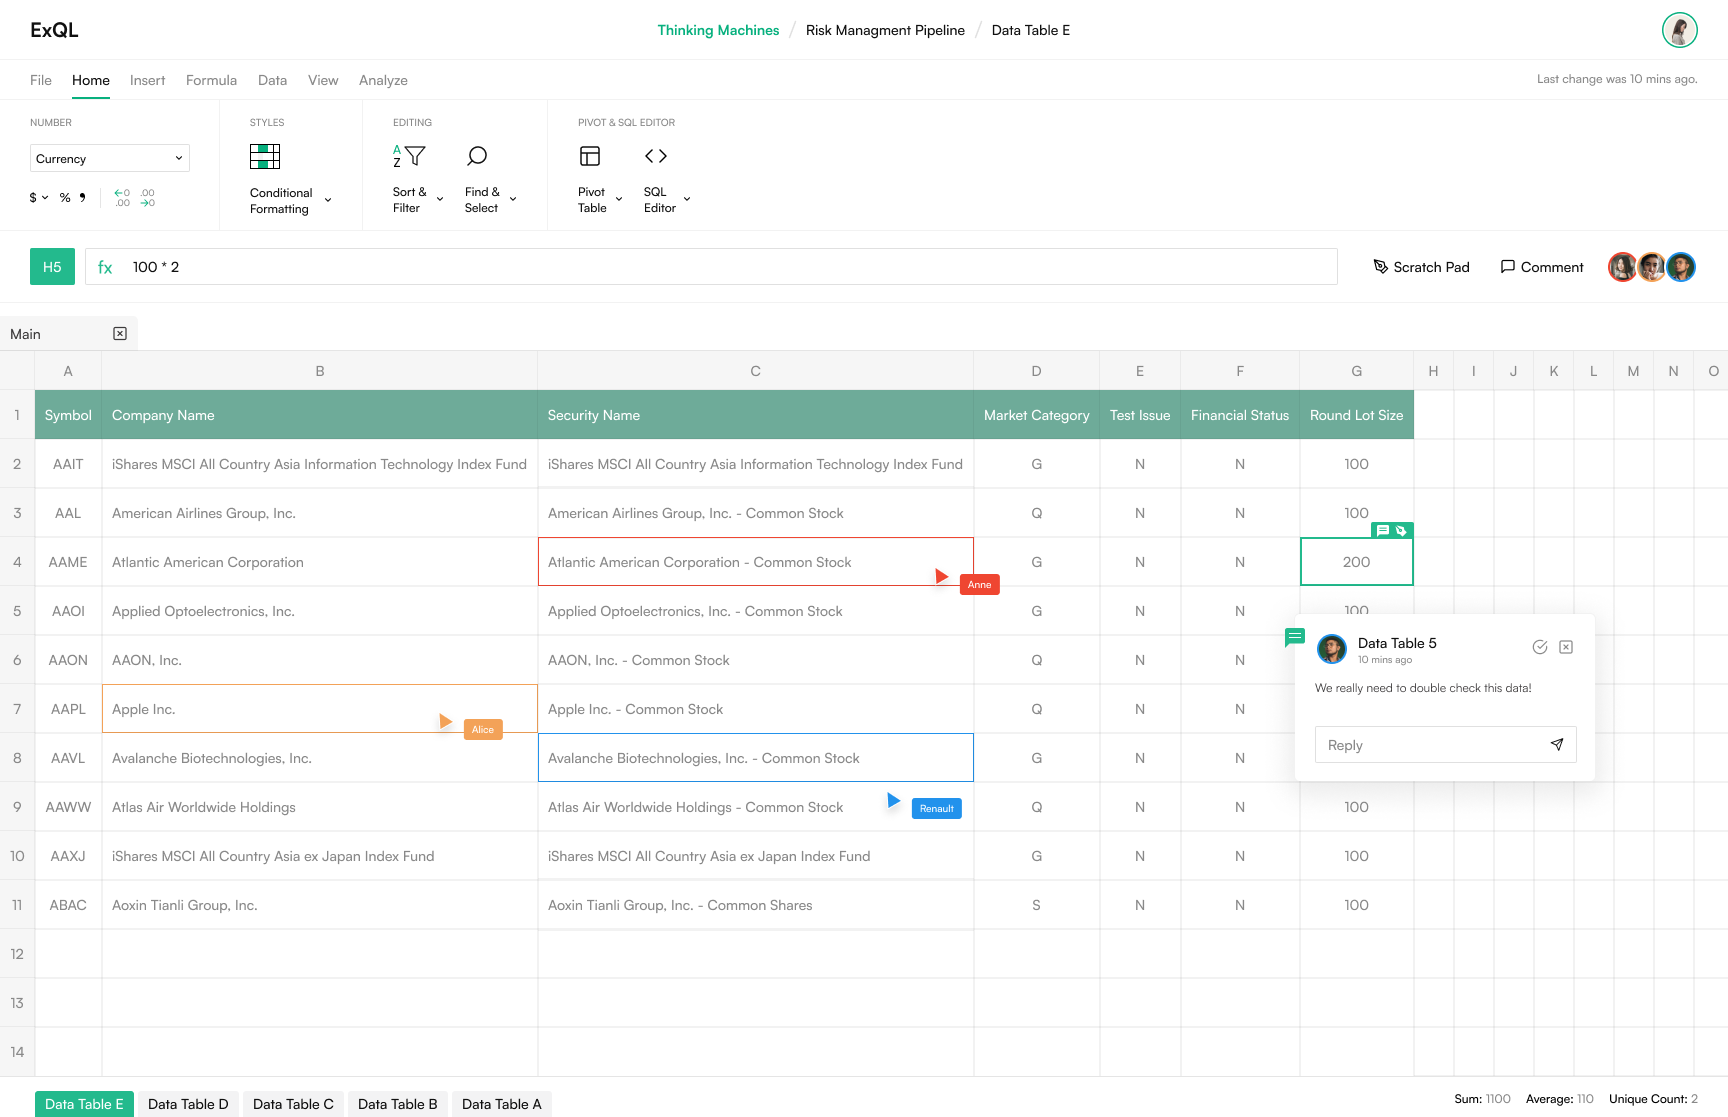 ExQL
Thinking Machines / Risk Managment Pipeline / Data Table E
File Home Insert Formula Data View Analyze
Last change was 10 mins ago.
NUMBER
STYLES
EDITING
PIVOT & SQL EDITOR
Currency
$ % ,
←0 .00
.00 →0
Conditional
Formatting
A
Z
Sort &
Filter
Find &
Select
Pivot
Table
SQL
Editor
H5
fx 100 * 2
Scratch Pad
Comment
Main
A B C D E F G H I J K L M N O
1 Symbol Company Name Security Name Market Category Test Issue Financial Status Round Lot Size
2 AAIT iShares MSCI All Country Asia Information Technology Index Fund iShares MSCI All Country Asia Information Technology Index Fund G N N 100
3 AAL American Airlines Group, Inc. American Airlines Group, Inc. - Common Stock Q N N 100
4 AAME Atlantic American Corporation Atlantic American Corporation - Common Stock G N N 200
Anne
5 AAOI Applied Optoelectronics, Inc. Applied Optoelectronics, Inc. - Common Stock G N N 100
6 AAON AAON, Inc. AAON, Inc. - Common Stock Q N N
7 AAPL Apple Inc. Apple Inc. - Common Stock Q N N
Alice
8 AAVL Avalanche Biotechnologies, Inc. Avalanche Biotechnologies, Inc. - Common Stock G N N
9 AAWW Atlas Air Worldwide Holdings Atlas Air Worldwide Holdings - Common Stock Q N N 100
Renault
10 AAXJ iShares MSCI All Country Asia ex Japan Index Fund iShares MSCI All Country Asia ex Japan Index Fund G N N 100
11 ABAC Aoxin Tianli Group, Inc. Aoxin Tianli Group, Inc. - Common Shares S N N 100
12
13
14
Data Table 5
10 mins ago
We really need to double check this data!
Reply
Data Table E Data Table D Data Table C Data Table B Data Table A
Sum: 1100 Average: 110 Unique Count: 2